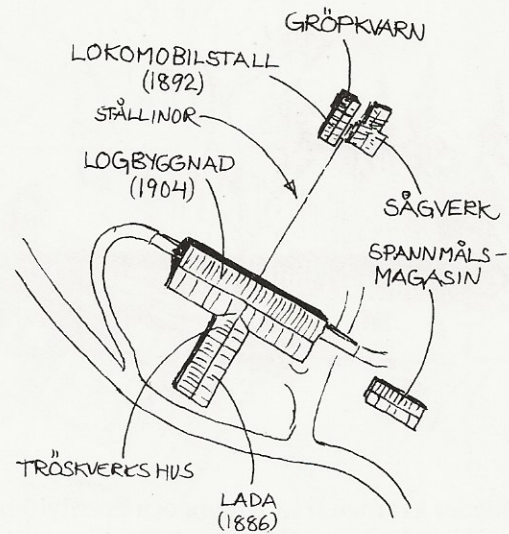 GRÖPKVARN
LOKOMOBILSTALL
(1892)
STÅLLINOR
LOGBYGGNAD
(1904)
SÅGVERK
SPANNMÅLS-
MAGASIN
TRÖSKVERKSHUS
LADA
(1886)